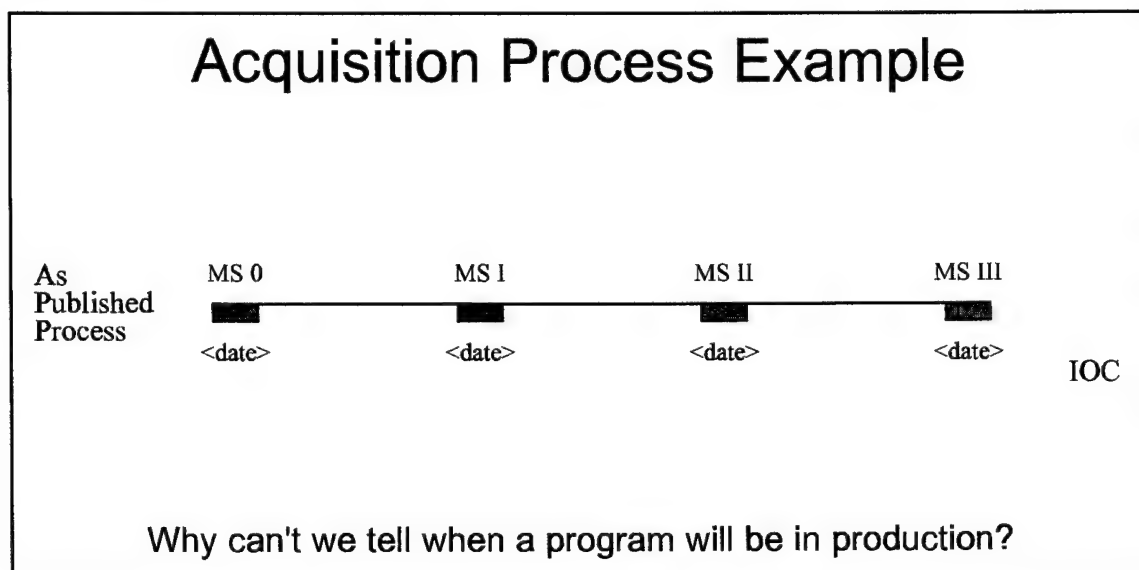 Acquisition Process Example
As
Published
Process
MS 0
MS I
MS II
MS III
<date>
<date>
<date>
<date>
IOC
Why can't we tell when a program will be in production?